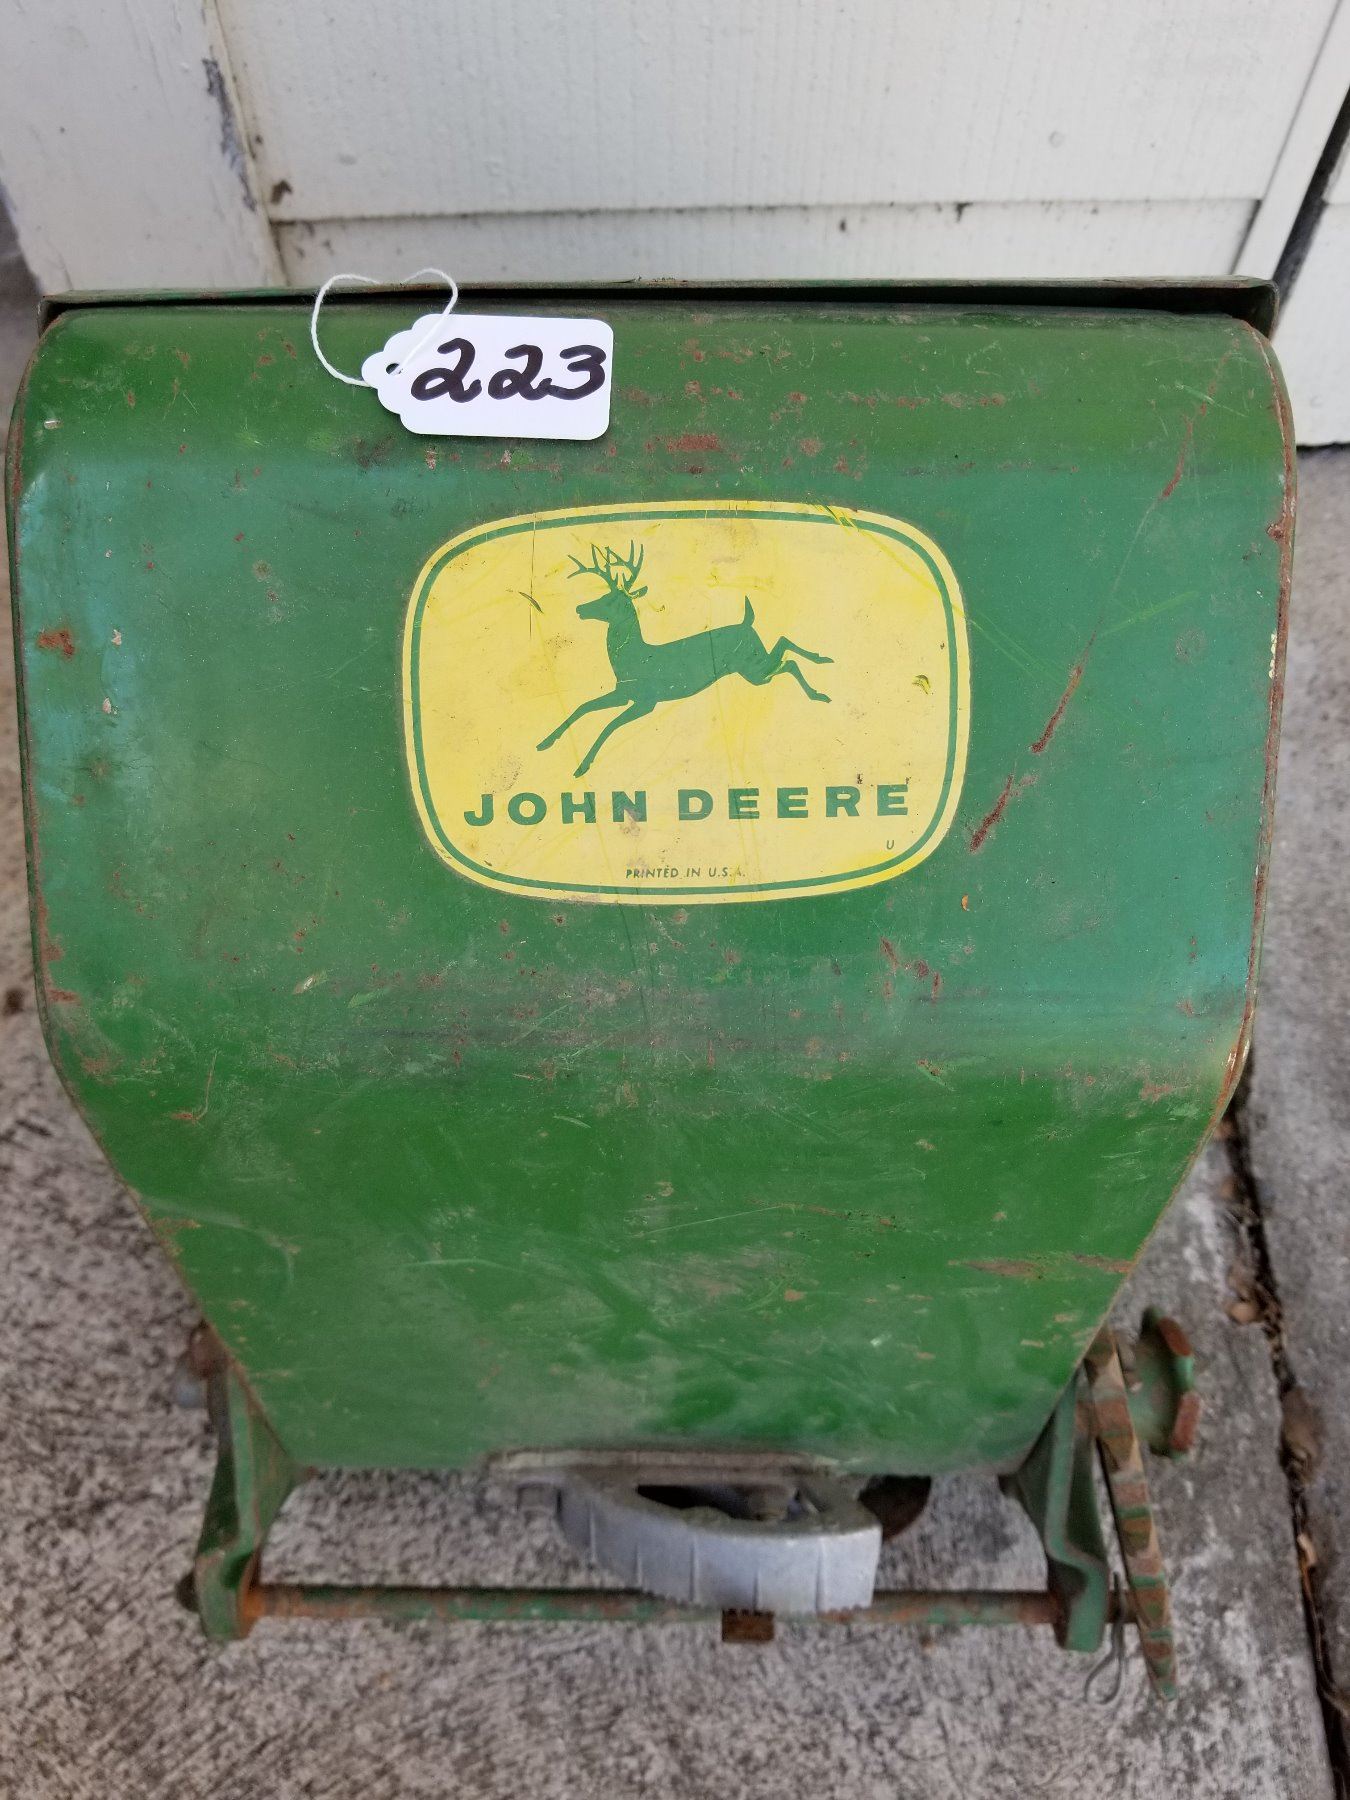 223
JOHN DEERE
U
PRINTED IN U.S.A.